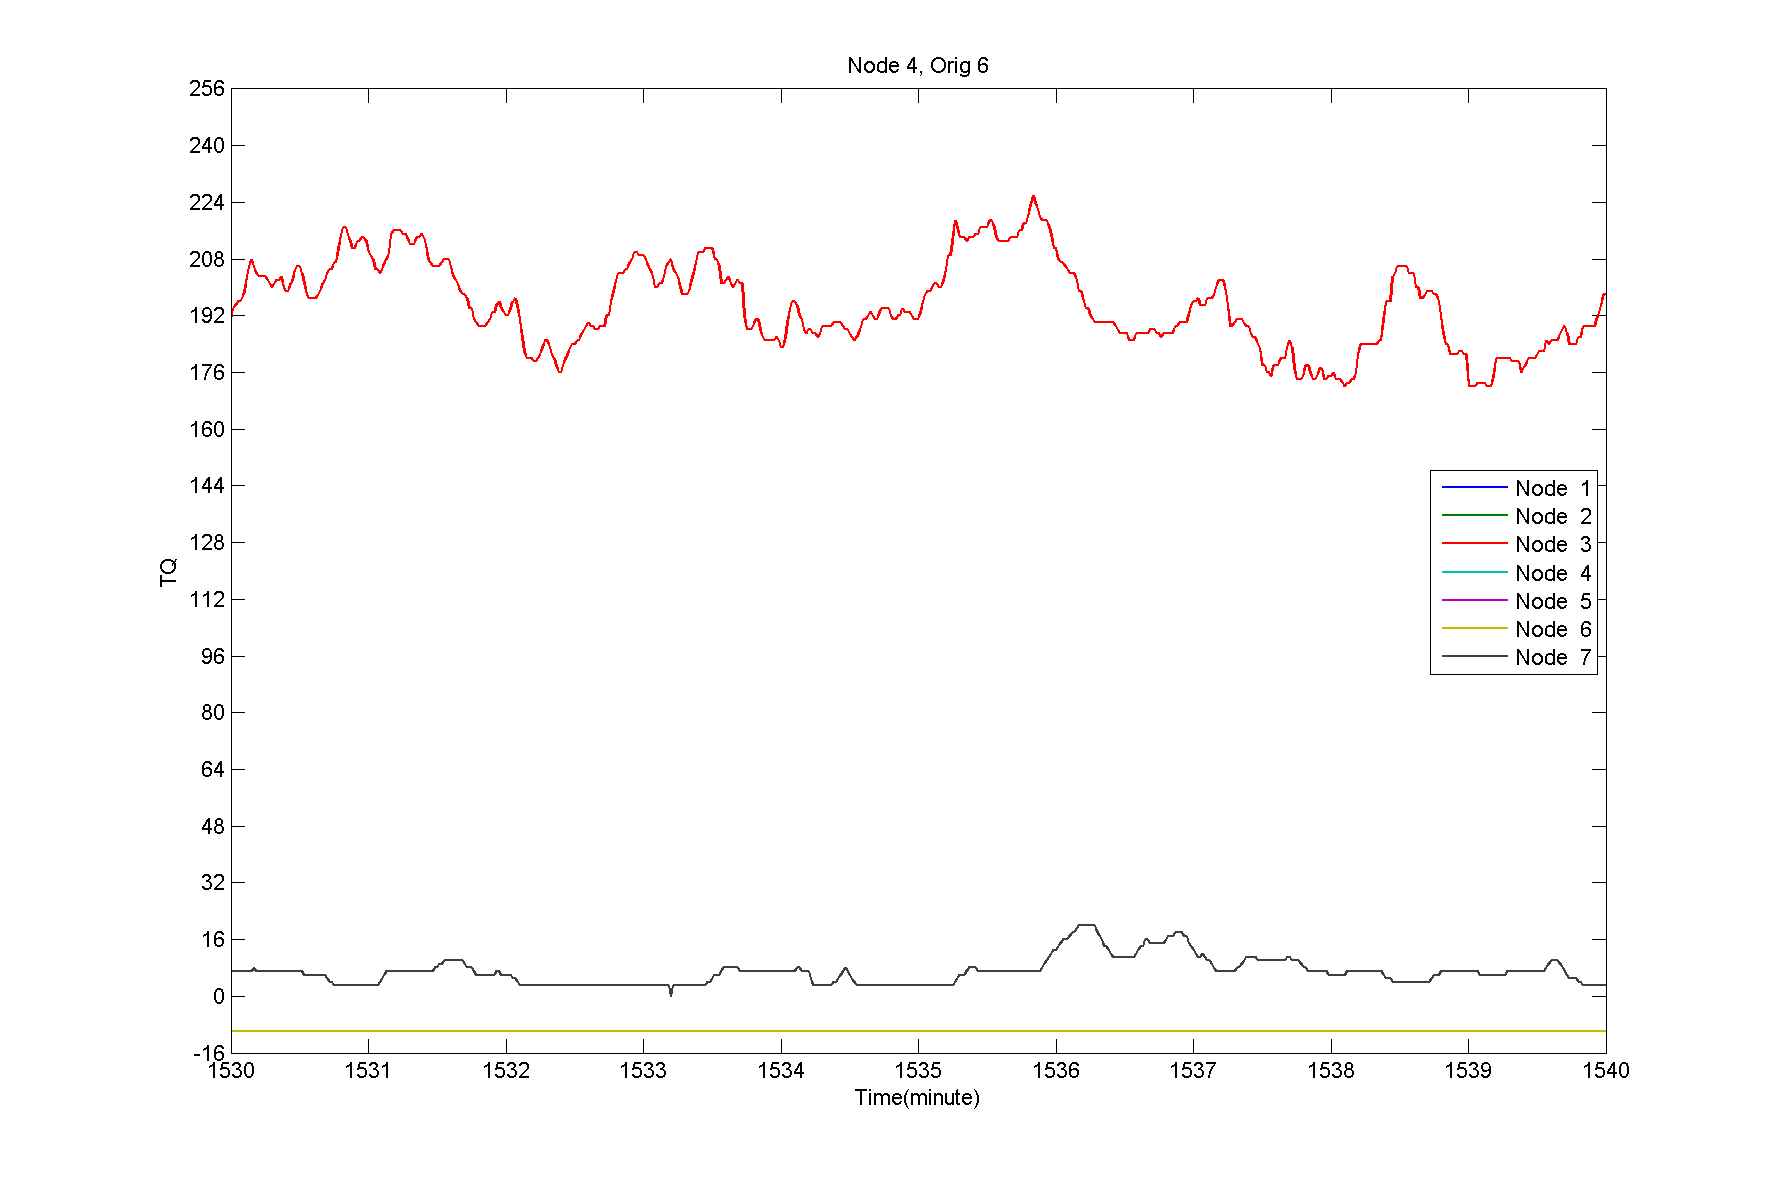 Node 4, Orig 6
256
240
224
208
192
176
160
144
128
112
96
80
64
48
32
16
0
-16
TQ
Node 1
Node 2
Node 3
Node 4
Node 5
Node 6
Node 7
1530 1531 1532 1533 1534 1535 1536 1537 1538 1539 1540
Time(minute)